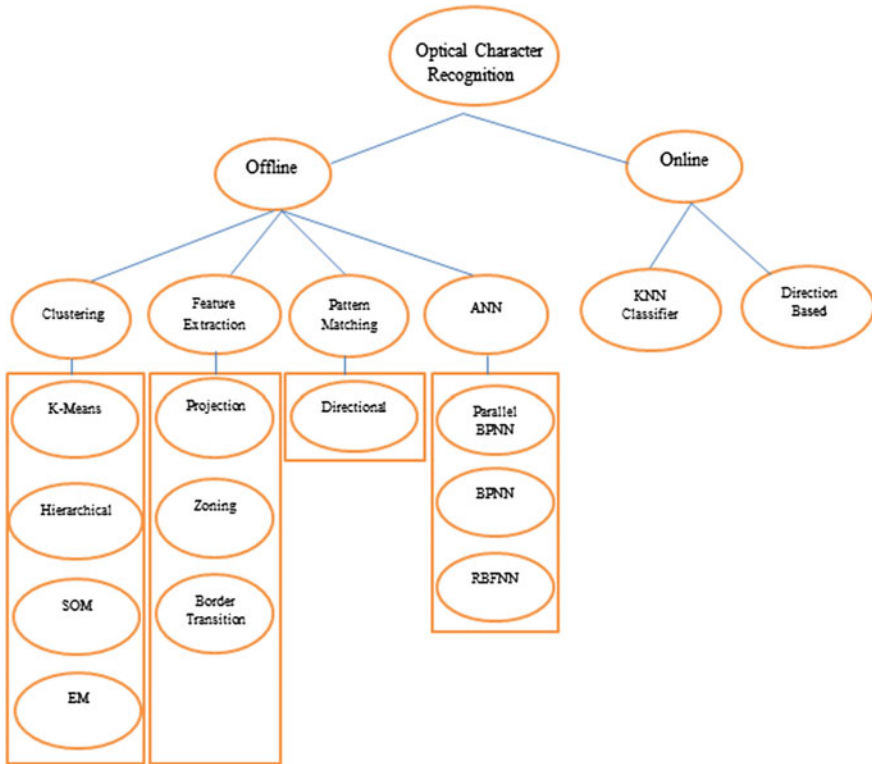 Optical Character
Recognition
Offline
Online
Clustering
Feature
Extraction
Pattern
Matching
ANN
KNN
Classifier
Direction
Based
K-Means
Hierarchical
SOM
EM
Projection
Zoning
Border
Transition
Directional
Parallel
BPNN
BPNN
RBFNN